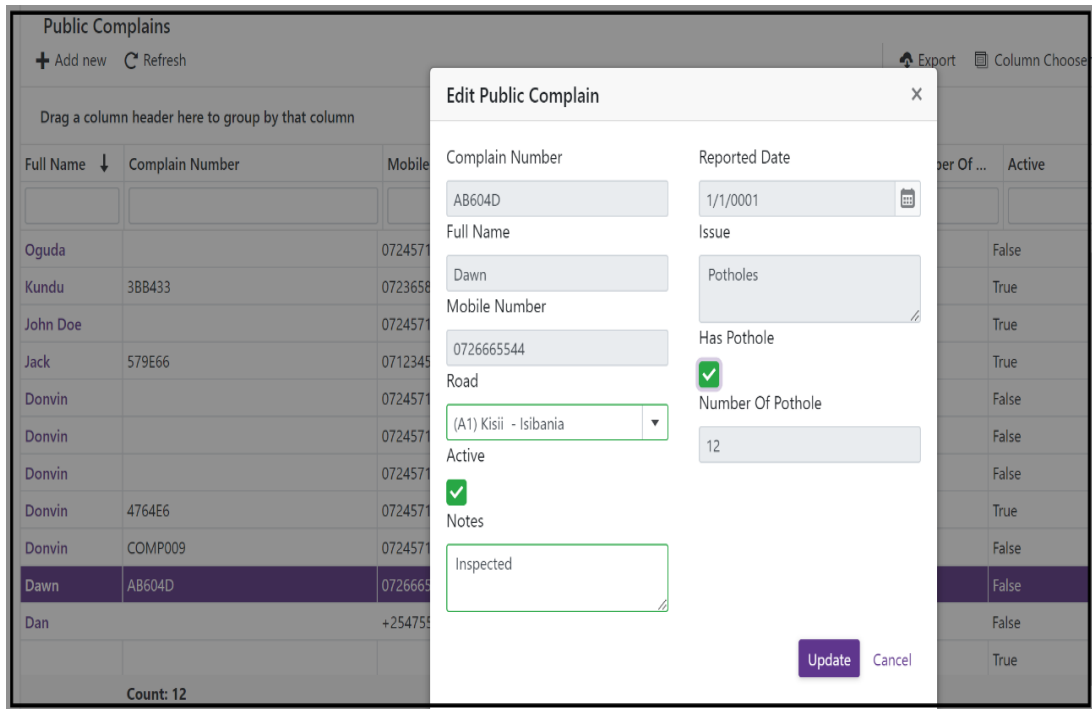 Public Complains
Add new Refresh Export Column Chooser
Drag a column header here to group by that column
Full Name Complain Number Mobile ber Of ... Active
Oguda 0724571 False
Kundu 3BB433 0723658 True
John Doe 0724571 True
Jack 579E66 0712345 True
Donvin 0724571 False
Donvin 0724571 False
Donvin 0724571 False
Donvin 4764E6 0724571 True
Donvin COMP009 0724571 False
Dawn AB604D 0726665 False
Dan +254755 False
True
Count: 12
Edit Public Complain
Complain Number
AB604D
Full Name
Dawn
Mobile Number
0726665544
Road
(A1) Kisii - Isibania
Active
Notes
Inspected
Reported Date
1/1/0001
Issue
Potholes
Has Pothole
Number Of Pothole
12
Update Cancel